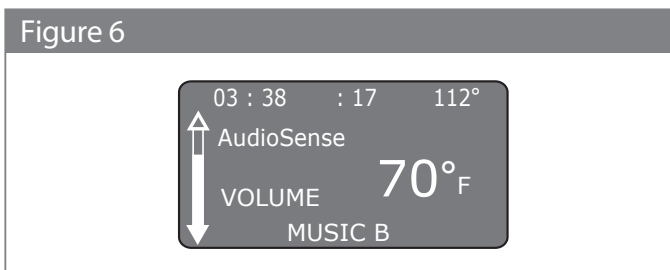 Figure 6
03 : 38 : 17 112°
AudioSense
70°F
VOLUME
MUSIC B